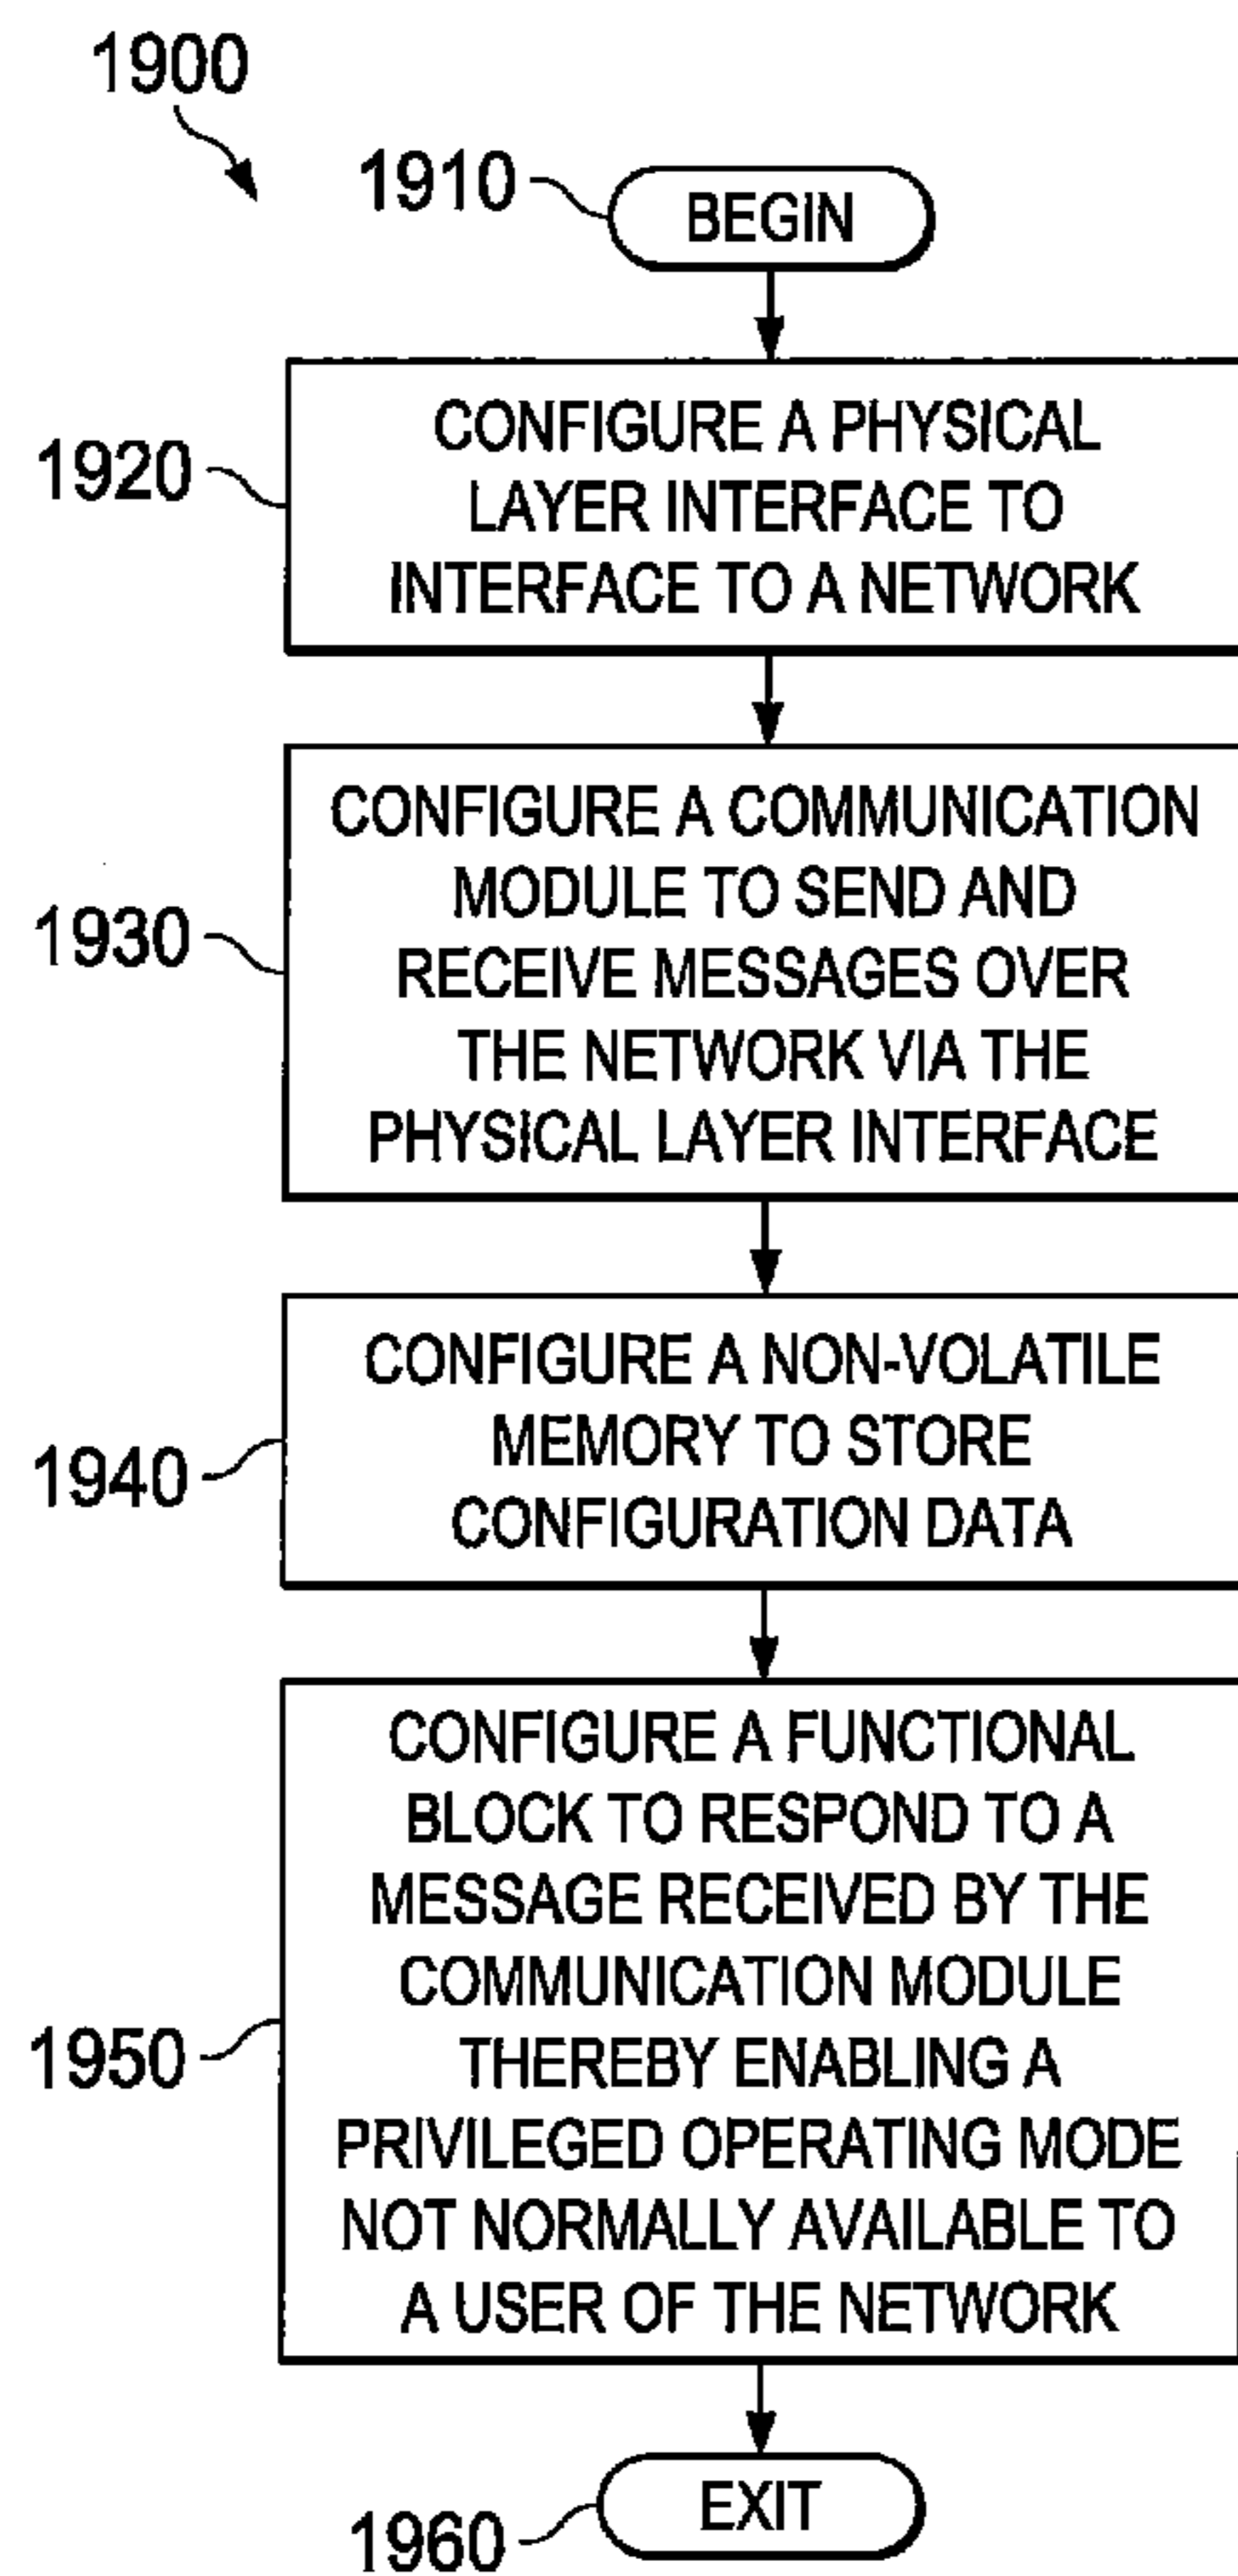 1900
1910
BEGIN
1920
CONFIGURE A PHYSICAL
LAYER INTERFACE TO
INTERFACE TO A NETWORK
1930
CONFIGURE A COMMUNICATION
MODULE TO SEND AND
RECEIVE MESSAGES OVER
THE NETWORK VIA THE
PHYSICAL LAYER INTERFACE
1940
CONFIGURE A NON-VOLATILE
MEMORY TO STORE
CONFIGURATION DATA
1950
CONFIGURE A FUNCTIONAL
BLOCK TO RESPOND TO A
MESSAGE RECEIVED BY THE
COMMUNICATION MODULE
THEREBY ENABLING A
PRIVILEGED OPERATING MODE
NOT NORMALLY AVAILABLE TO
A USER OF THE NETWORK
1960
EXIT